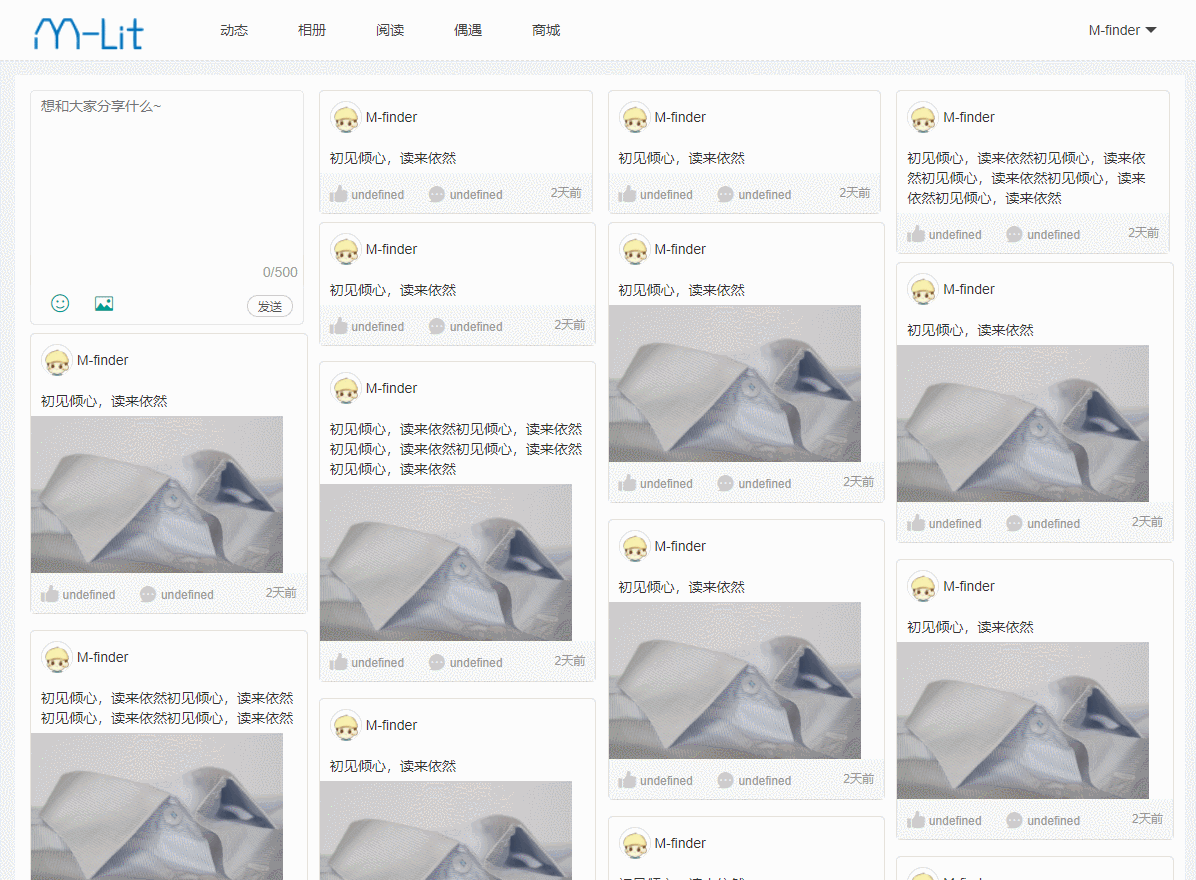 M-Lit
动态
相册
阅读
偶遇
商城
M-finder
想和大家分享什么~
0/500
发送
M-finder
初见倾心，读来依然
undefined
undefined
2天前
M-finder
初见倾心，读来依然初见倾心，读来依然
初见倾心，读来依然初见倾心，读来依然
M-finder
初见倾心，读来依然
undefined
undefined
2天前
M-finder
初见倾心，读来依然
undefined
undefined
2天前
M-finder
初见倾心，读来依然初见倾心，读来依然
初见倾心，读来依然初见倾心，读来依然
初见倾心，读来依然
undefined
undefined
2天前
M-finder
初见倾心，读来依然
M-finder
初见倾心，读来依然
undefined
undefined
2天前
M-finder
初见倾心，读来依然
undefined
undefined
2天前
M-finder
初见倾心，读来依然
undefined
undefined
2天前
M-finder
M-finder
初见倾心，读来依然初见倾心，读来依
然初见倾心，读来依然初见倾心，读来
依然初见倾心，读来依然
undefined
undefined
2天前
M-finder
初见倾心，读来依然
undefined
undefined
2天前
M-finder
初见倾心，读来依然
undefined
undefined
2天前